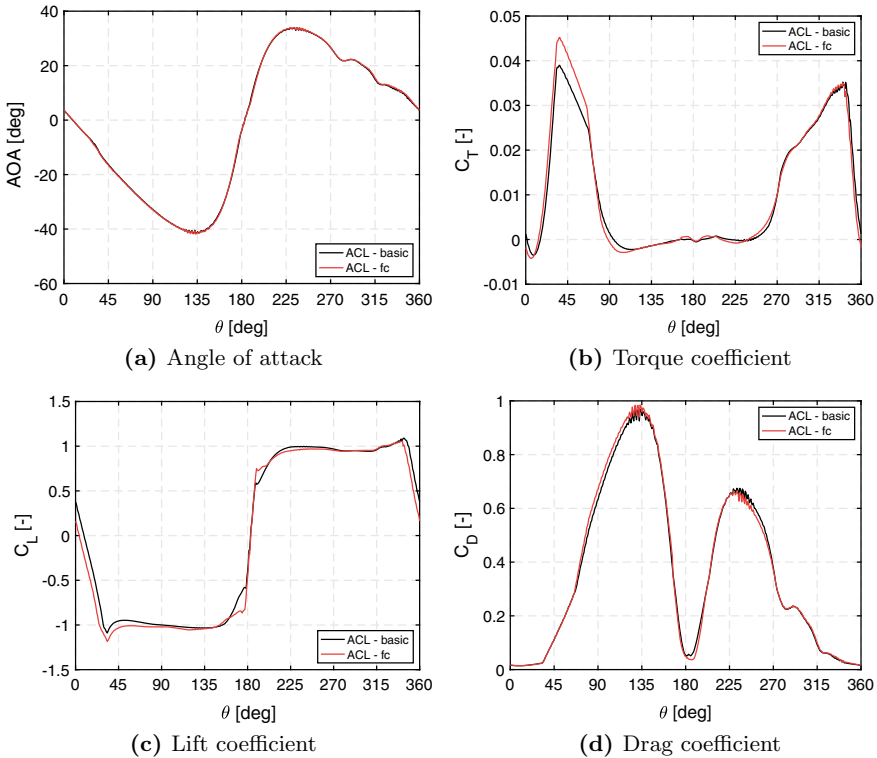 40
20
0
-20
-40
-60
AOA [deg]
0 45 90 135 180 225 270 315 360
θ [deg]
ACL - basic
ACL - fc
(a) Angle of attack
0.05
0.04
0.03
0.02
0.01
0
-0.01
C_T [-]
0 45 90 135 180 225 270 315 360
θ [deg]
ACL - basic
ACL - fc
(b) Torque coefficient
1.5
1
0.5
0
-0.5
-1
-1.5
C_L [-]
0 45 90 135 180 225 270 315 360
θ [deg]
ACL - basic
ACL - fc
(c) Lift coefficient
1
0.8
0.6
0.4
0.2
0
C_D [-]
0 45 90 135 180 225 270 315 360
θ [deg]
ACL - basic
ACL - fc
(d) Drag coefficient